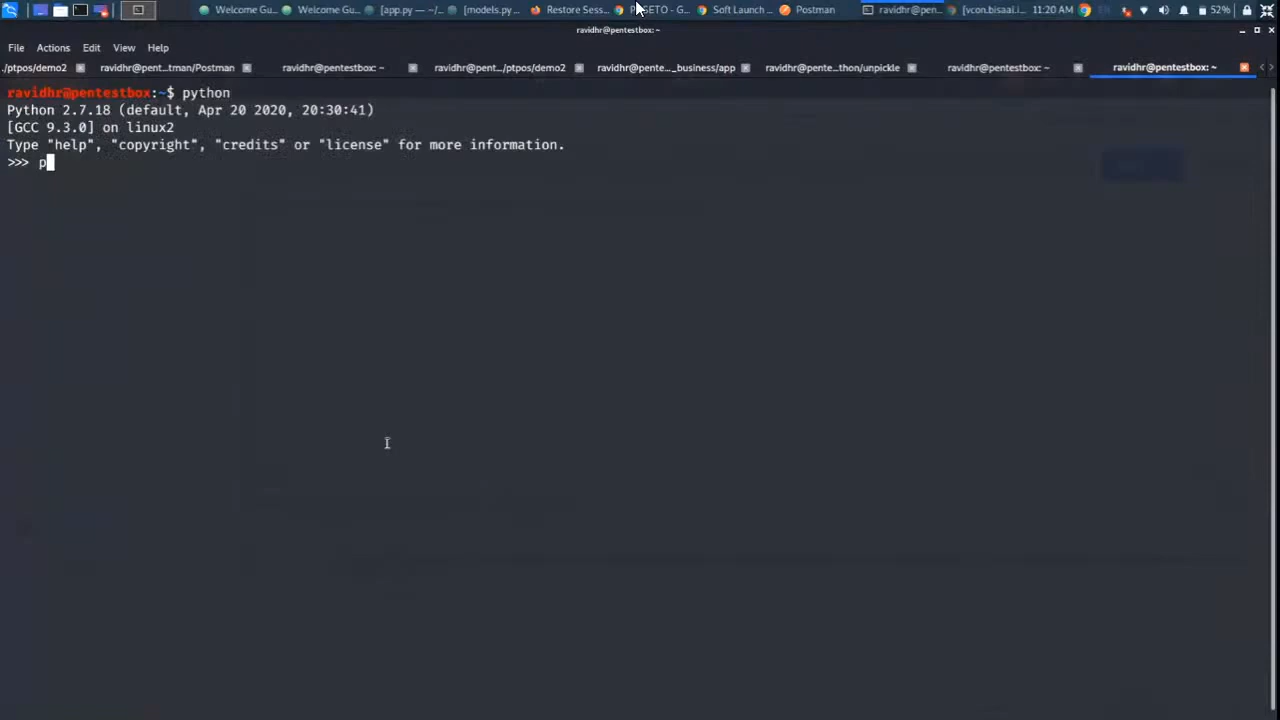 Welcome Gu...
Welcome Gu...
[app.py — ~/...
[models.py ...
Restore Sess...
SETO - G...
Soft Launch ...
Postman
ravidhr@pen...
[vcon.bisaai.i...
11:20 AM
EN
52%
ravidhr@pentestbox: ~
File Actions Edit View Help
./ptpos/demo2
ravidhr@pent...tman/Postman
ravidhr@pentestbox: ~
ravidhr@pent.../ptpos/demo2
ravidhr@pente..._business/app
ravidhr@pente...thon/unpickle
ravidhr@pentestbox: ~
ravidhr@pentestbox: ~
ravidhr@pentestbox:~$ python
Python 2.7.18 (default, Apr 20 2020, 20:30:41)
[GCC 9.3.0] on linux2
Type "help", "copyright", "credits" or "license" for more information.
>>> p